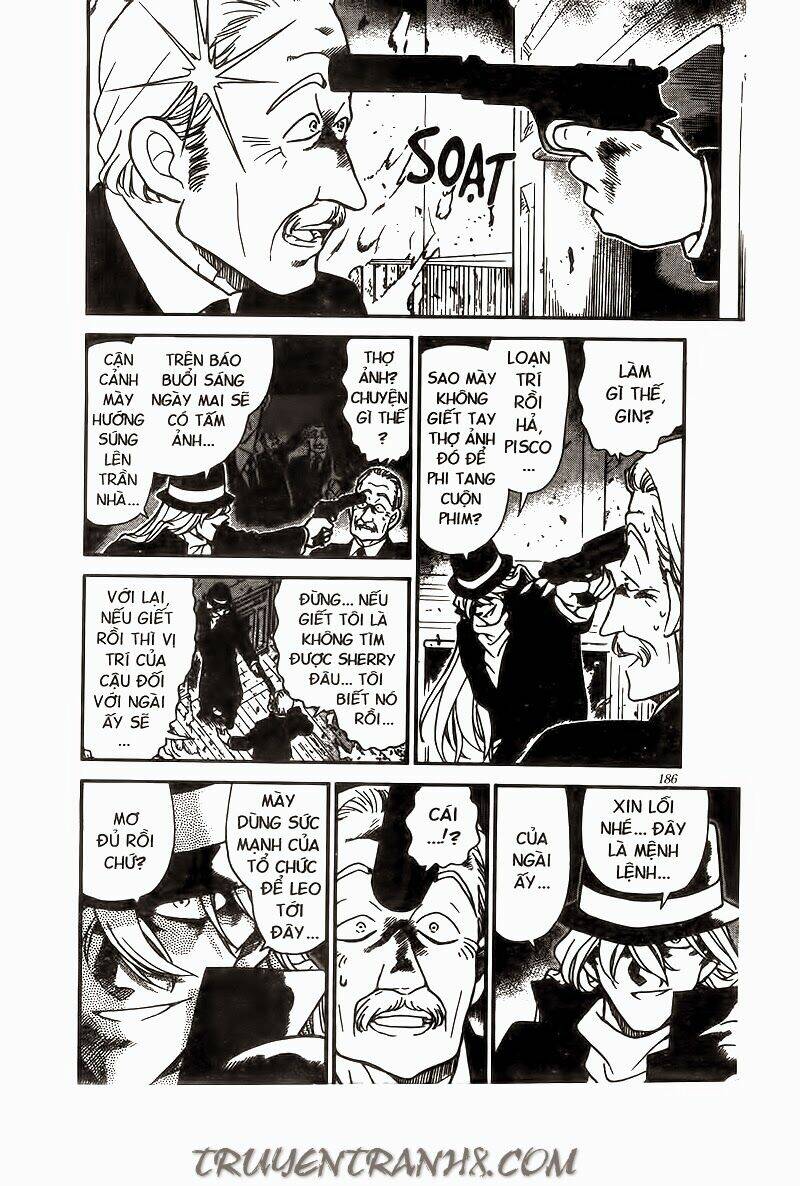 SOẠT
LÀM
GÌ THẾ,
GIN?
LOẠN
TRÍ
RỒI
HẢ,
PISCO
...
SAO MÀY
KHÔNG
GIẾT TAY
THỢ ẢNH
ĐÓ ĐỂ
PHI TANG
CUỘN
PHIM?
THỢ
ẢNH?
CHUYỆN
GÌ THẾ
?
TRÊN BÁO
BUỔI SÁNG
NGÀY MAI SẼ
CÓ TẤM
ẢNH...
CẬN
CẢNH
MÀY
HƯỚNG
SÚNG
LÊN
TRẦN
NHÀ...
ĐỪNG... NẾU
GIẾT TÔI LÀ
KHÔNG TÌM
ĐƯỢC SHERRY
ĐÂU... TÔI
BIẾT NÓ
RỒI...
VỚI LẠI,
NẾU GIẾT
RỒI THÌ VỊ
TRÍ CỦA
CẬU ĐỐI
VỚI NGÀI
ẤY SẼ
...
186
XIN LỖI
NHÉ... ĐÂY
LÀ MỆNH
LỆNH...
CỦA
NGÀI
ẤY...
CÁI
...!?
MÀY
DÙNG SỨC
MẠNH CỦA
TỔ CHỨC
ĐỂ LEO
TỚI
ĐÂY...
MƠ
ĐỦ RỒI
CHỨ?
TRUYENTRANH8.COM